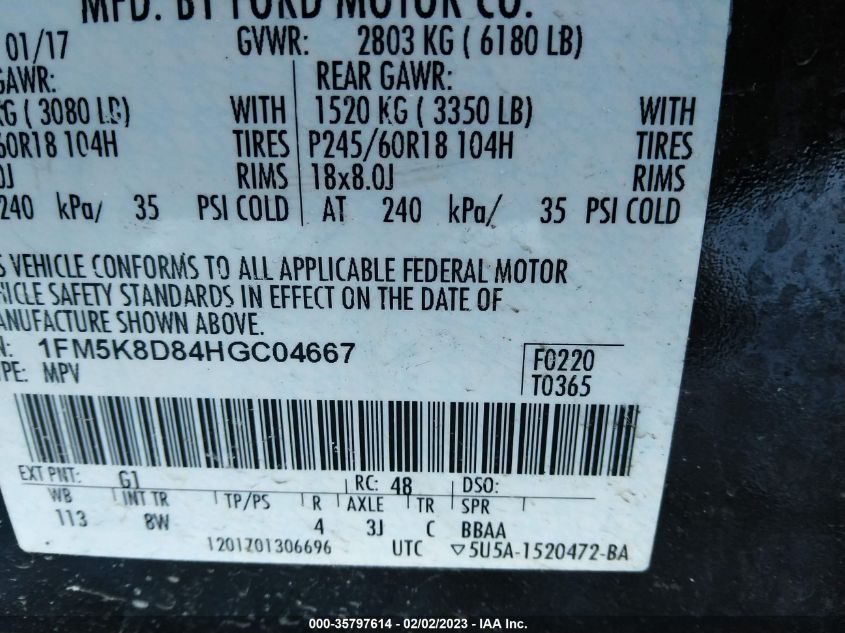 MFD. BY FORD MOTOR CO.
01/17 GVWR: 2803 KG ( 6180 LB)
GAWR: REAR GAWR:
KG ( 3080 LB) WITH 1520 KG ( 3350 LB) WITH
60R18 104H TIRES P245/60R18 104H TIRES
0J RIMS 18x8.0J RIMS
240 kPa/ 35 PSI COLD AT 240 kPa/ 35 PSI COLD
S VEHICLE CONFORMS TO ALL APPLICABLE FEDERAL MOTOR
HICLE SAFETY STANDARDS IN EFFECT ON THE DATE OF
ANUFACTURE SHOWN ABOVE.
N: 1FM5K8D84HGC04667 F0220
YPE: MPV T0365
EXT PNT: G1 RC: 48 DSO:
WB INT TR TP/PS R AXLE TR SPR
113 8W 4 3J C BBAA
1201701306696 UTC ▽5U5A-1520472-BA
000-35797614 - 02/02/2023 - IAA Inc.